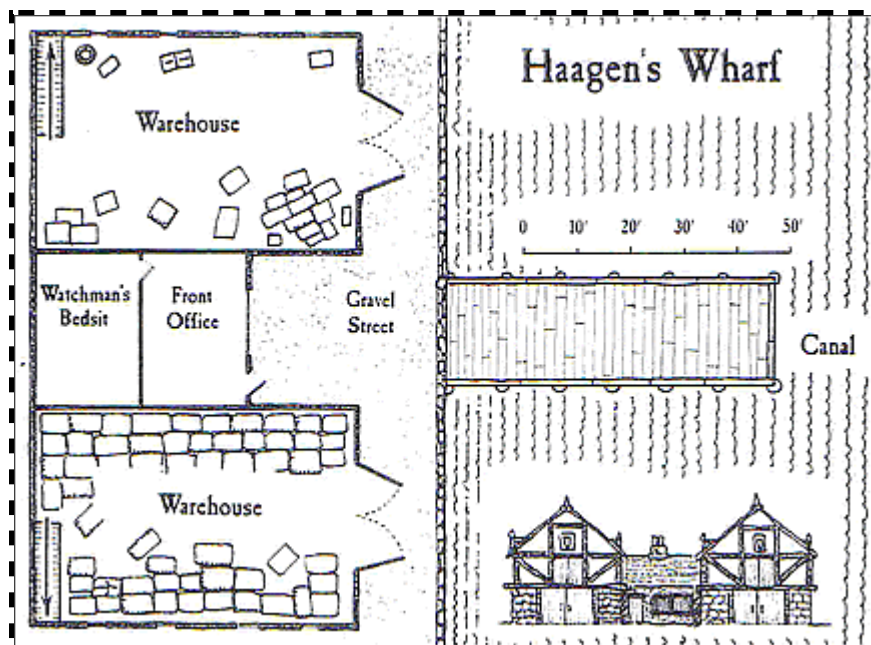 Haagen's Wharf
Warehouse
0 10' 20' 30' 40' 50'
Watchman's
Bedsit
Front
Office
Gravel
Street
Canal
Warehouse